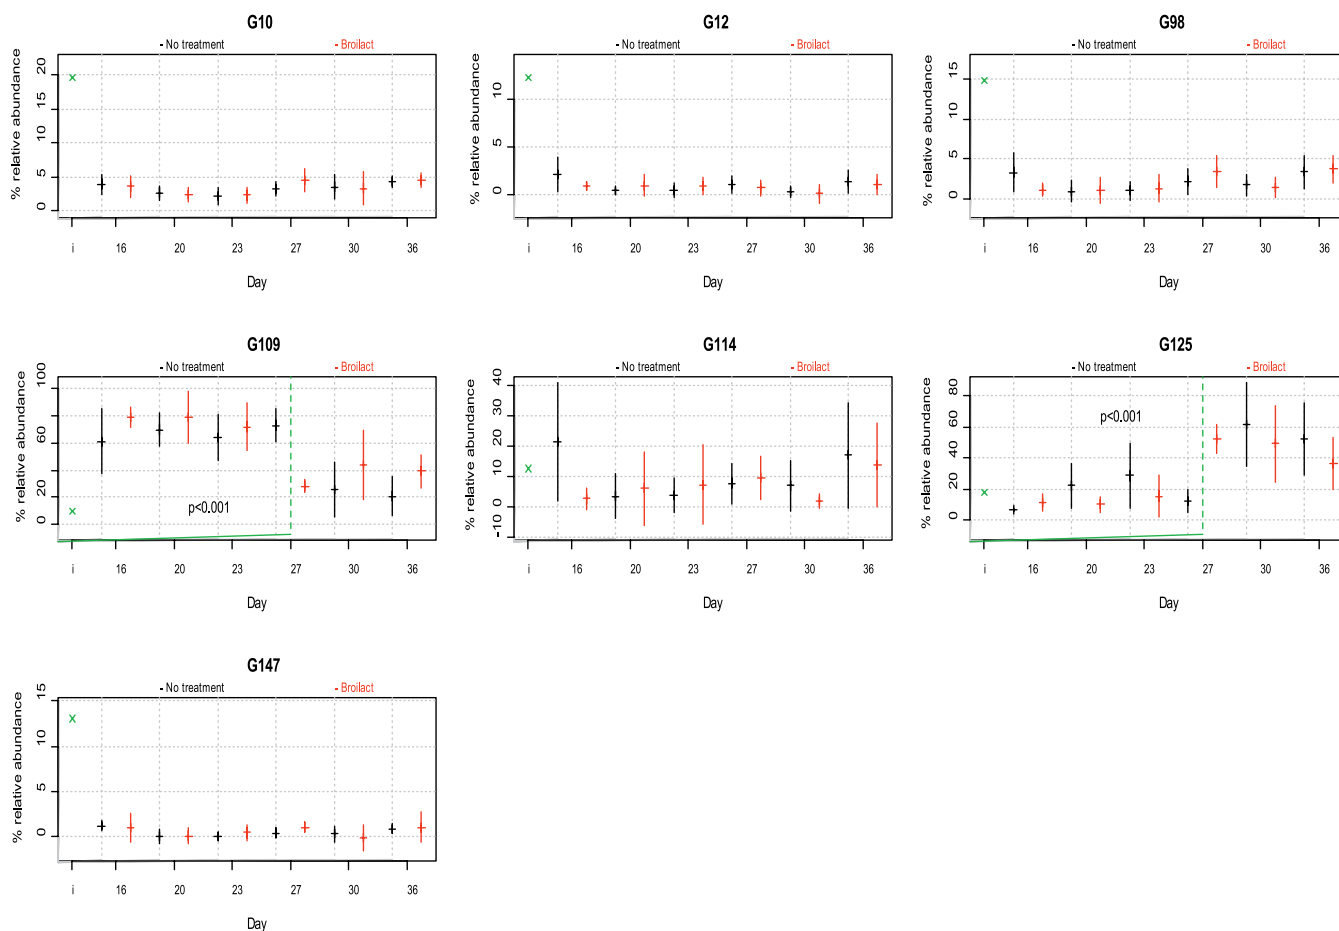 G10
- No treatment - Broilact
% relative abundance
20
15
10
5
0
i 16 20 23 27 30 36
Day
G12
- No treatment - Broilact
% relative abundance
10
5
0
i 16 20 23 27 30 36
Day
G98
- No treatment - Broilact
% relative abundance
15
10
5
0
i 16 20 23 27 30 36
Day
G109
- No treatment - Broilact
% relative abundance
100
60
40
20
0
p<0.001
i 16 20 23 27 30 36
Day
G114
- No treatment - Broilact
% relative abundance
40
30
20
10
0
-10
i 16 20 23 27 30 36
Day
G125
- No treatment - Broilact
% relative abundance
80
60
40
20
0
p<0.001
i 16 20 23 27 30 36
Day
G147
- No treatment - Broilact
% relative abundance
15
10
5
0
i 16 20 23 27 30 36
Day